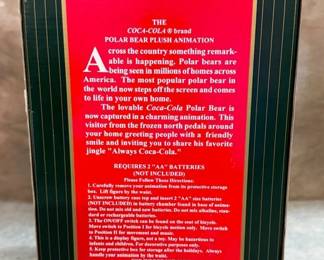 THE
COCA-COLA ® brand
POLAR BEAR PLUSH ANIMATION
Across the country something remark-
able is happening. Polar bears are
being seen in millions of homes across
America. The most popular polar bear in
the world now steps off the screen and comes
to life in your own home.
The lovable Coca-Cola Polar Bear is
now captured in a charming animation. This
visitor from the frozen north pedals around
your home greeting people with a friendly
smile and inviting you to share his favorite
jingle "Always Coca-Cola."
REQUIRES 2 "AA" BATTERIES
(NOT INCLUDED)
Please Follow These Directions:
1. Carefully remove your animation from its protective storage
box. Lift figure by the waist.
2. Unscrew battery case top and insert 2 "AA" size batteries
(NOT INCLUDED) to battery chamber found in base of anima-
tion. Do not mix old and new batteries. Do not mix alkaline, stan-
dard or rechargeable batteries.
3. The ON/OFF switch can be found on the seat of bicycle.
Move switch to Position I for bicycle motion only. Move switch
to Position II for movement and music.
4. This is a display figure, not a toy. May be hazardous to
infants and children. For decorative purposes only.
5. Keep protective box for storage after the holidays. Always
handle your animation by the waist.